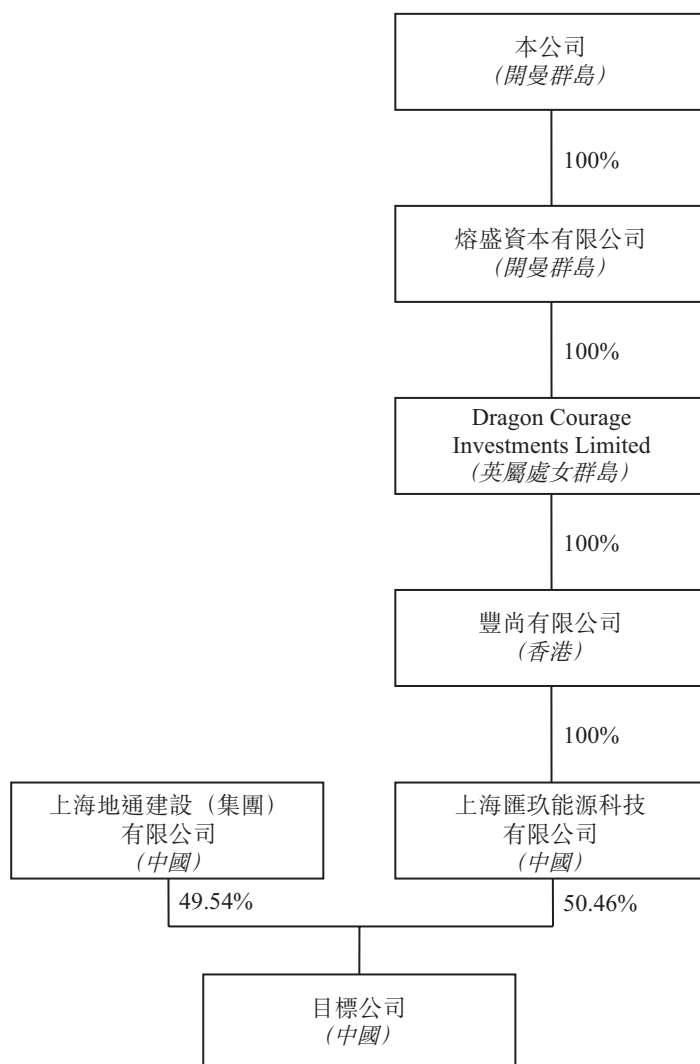 本公司
(開曼群島)
100%
熔盛資本有限公司
(開曼群島)
100%
Dragon Courage
Investments Limited
(英屬處女群島)
100%
豐尚有限公司
(香港)
100%
上海地通建設(集團)
有限公司
(中國)
上海匯玖能源科技
有限公司
(中國)
49.54%
50.46%
目標公司
(中國)